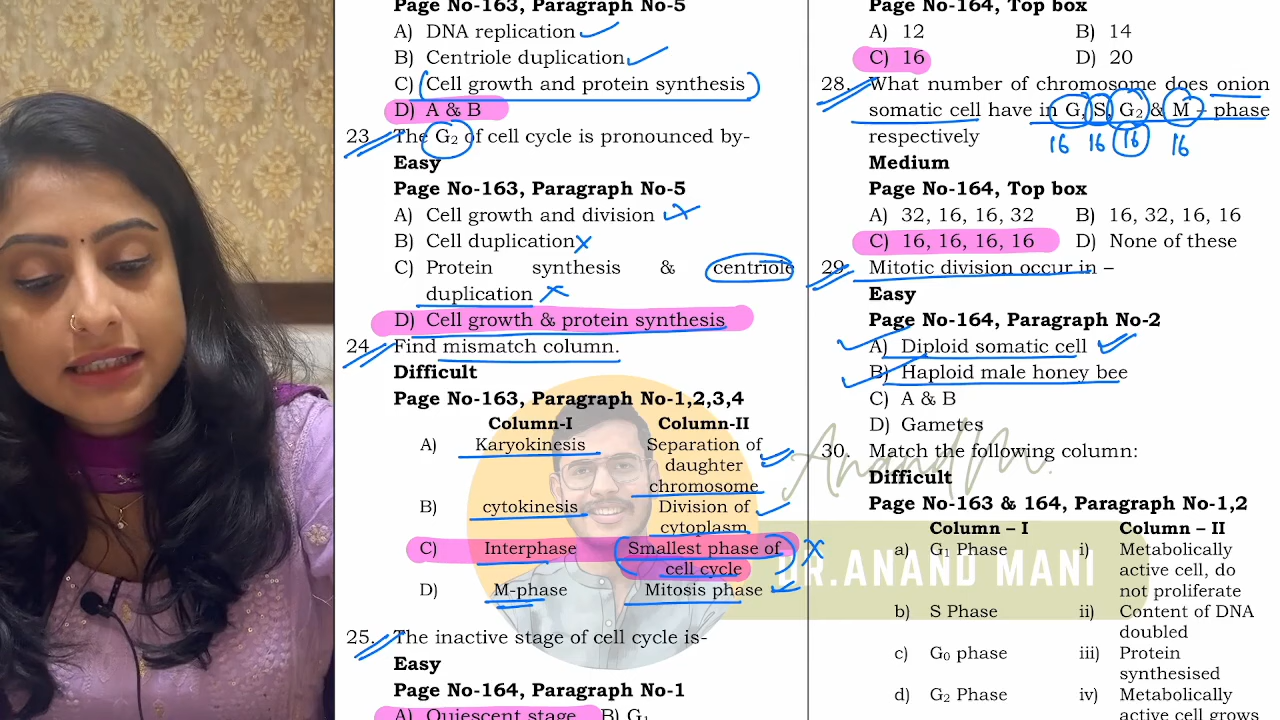 Page No-163, Paragraph No-5
A) DNA replication
B) Centriole duplication
C) Cell growth and protein synthesis
D) A & B
23. The G₂ of cell cycle is pronounced by-
Easy
Page No-163, Paragraph No-5
A) Cell growth and division
B) Cell duplication
C) Protein synthesis & centriole
duplication
D) Cell growth & protein synthesis
24. Find mismatch column.
Difficult
Page No-163, Paragraph No-1,2,3,4
Column-I Column-II
A) Karyokinesis Separation of
daughter
chromosome
B) cytokinesis Division of
cytoplasm
C) Interphase Smallest phase of
cell cycle
D) M-phase Mitosis phase
25. The inactive stage of cell cycle is-
Easy
Page No-164, Paragraph No-1
A) Quiescent stage B) G₁
Page No-164, Top box
A) 12 B) 14
C) 16 D) 20
28. What number of chromosome does onion
somatic cell have in G, S, G₂ & M – phase
respectively
16 16 16 16
Medium
Page No-164, Top box
A) 32, 16, 16, 32 B) 16, 32, 16, 16
C) 16, 16, 16, 16 D) None of these
29. Mitotic division occur in –
Easy
Page No-164, Paragraph No-2
A) Diploid somatic cell
B) Haploid male honey bee
C) A & B
D) Gametes
30. Match the following column:
Difficult
Page No-163 & 164, Paragraph No-1,2
Column – I Column – II
a) G₁ Phase i) Metabolically
active cell, do
not proliferate
b) S Phase ii) Content of DNA
doubled
c) G₀ phase iii) Protein
synthesised
d) G₂ Phase iv) Metabolically
active cell grows
Anand M.
DR.ANAND MANI